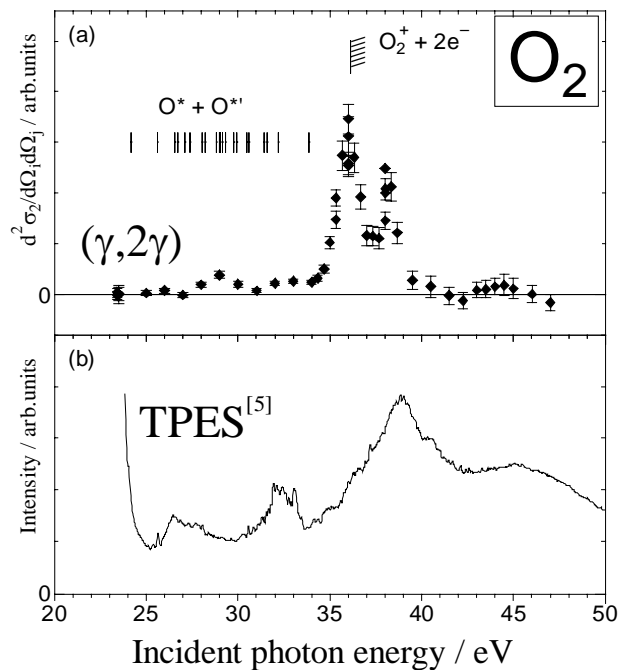 (a)
O₂⁺ + 2e⁻
O₂
O* + O*'
d²σ₂/dΩᵢdΩⱼ / arb.units
(γ,2γ)
0
(b)
TPES[5]
Intensity / arb.units
0
20 25 30 35 40 45 50
Incident photon energy / eV